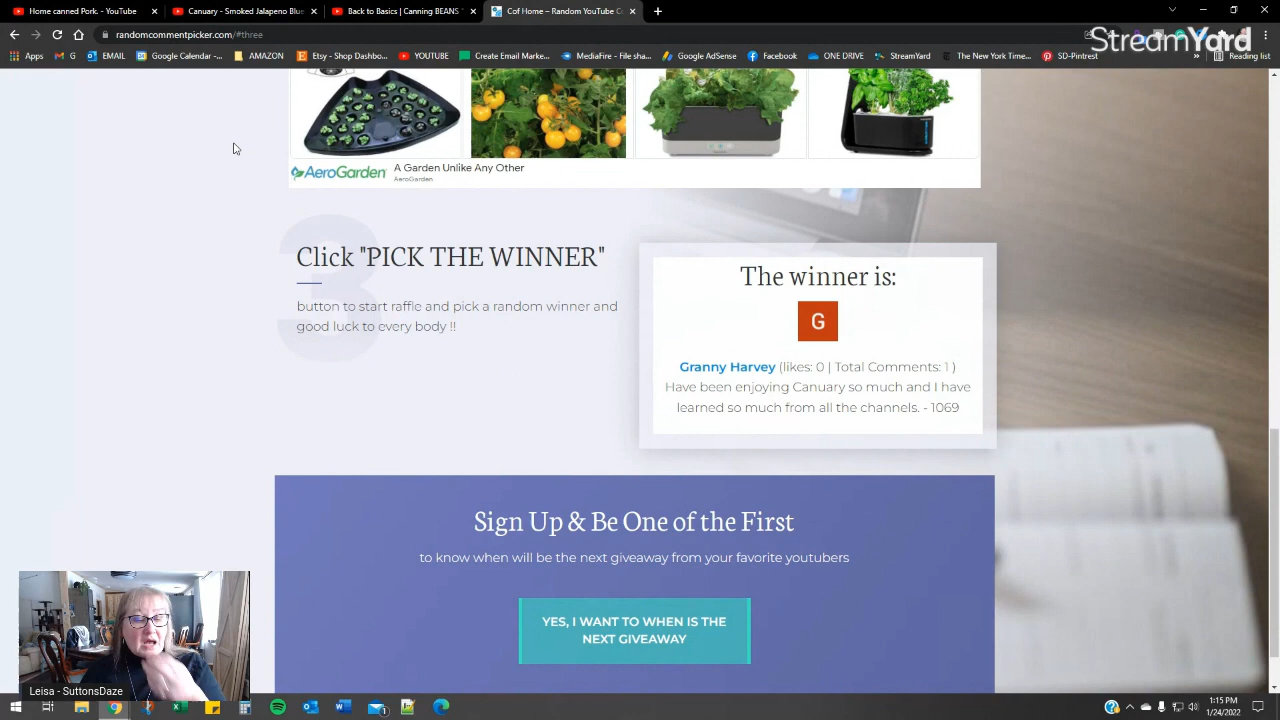 Home canned Pork. - YouTube
Canuary - Smoked Jalapeno Blue
Back to Basics | Canning BEANS
Cof Home – Random YouTube C
randomcommentpicker.com/#three
StreamYard
Apps
G
EMAIL
Google Calendar -...
AMAZON
Etsy - Shop Dashbo...
YOUTUBE
Create Email Marke...
MediaFire - File sha...
Google AdSense
Facebook
ONE DRIVE
StreamYard
The New York Time...
SD-Pintrest
»
Reading list
AeroGarden
A Garden Unlike Any Other
AeroGarden
3
Click "PICK THE WINNER"
button to start raffle and pick a random winner and
good luck to every body !!
The winner is:
G
Granny Harvey (likes: 0 | Total Comments: 1 )
Have been enjoying Canuary so much and I have
learned so much from all the channels. - 1069
Sign Up & Be One of the First
to know when will be the next giveaway from your favorite youtubers
YES, I WANT TO WHEN IS THE
NEXT GIVEAWAY
Leisa - SuttonsDaze
1:15 PM
1/24/2022